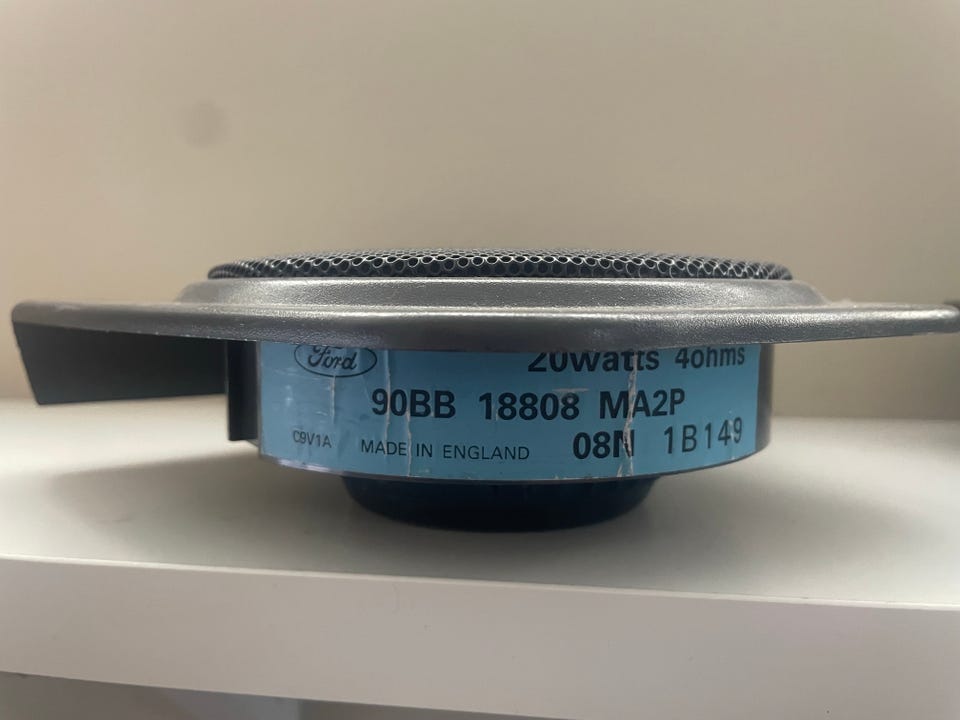 Ford 20watts 4ohms
90BB 18808 MA2P
C9V1A MADE IN ENGLAND 08N 1B149